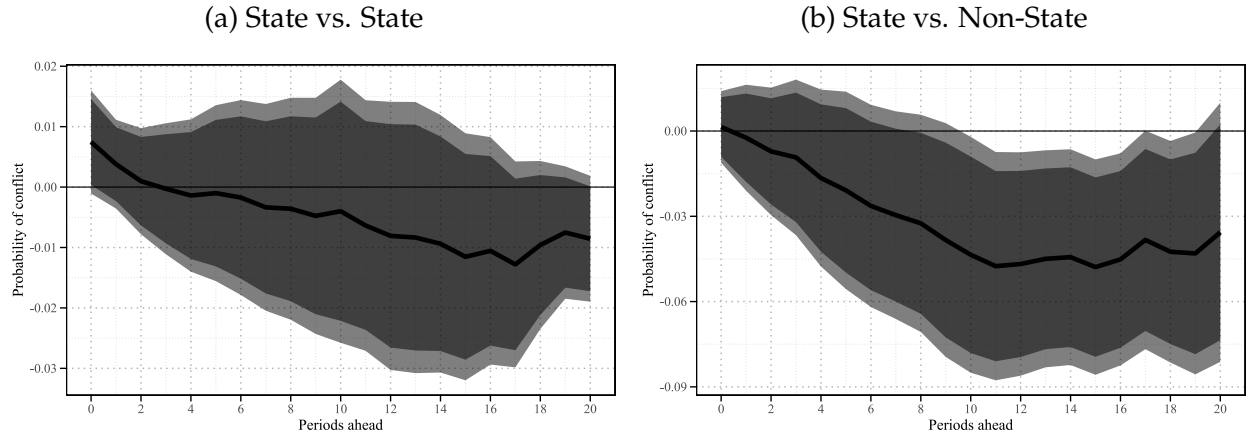 (a) State vs. State
Probability of conflict
0.02
0.01
0.00
-0.01
-0.02
-0.03
0 2 4 6 8 10 12 14 16 18 20
Periods ahead
(b) State vs. Non-State
Probability of conflict
0.00
-0.03
-0.06
-0.09
0 2 4 6 8 10 12 14 16 18 20
Periods ahead